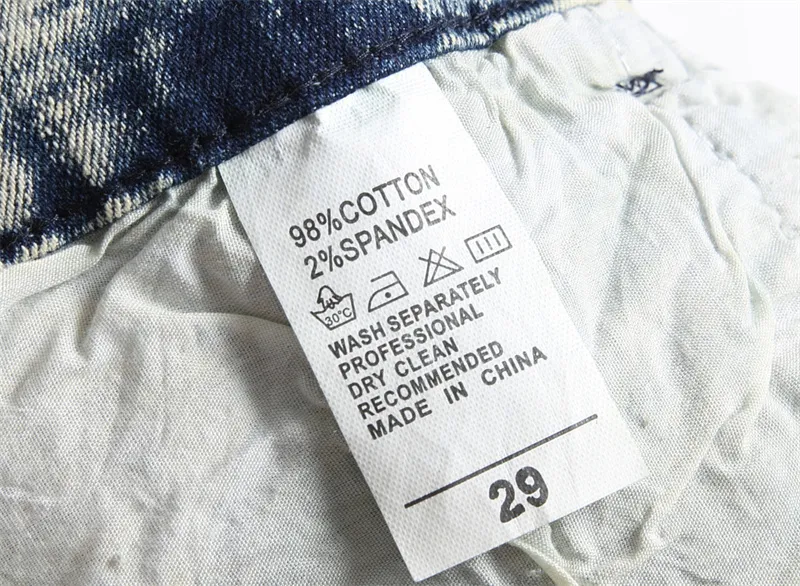 98%COTTON
2%SPANDEX
30°C
WASH SEPARATELY
PROFESSIONAL
DRY CLEAN
RECOMMENDED
MADE IN CHINA
29